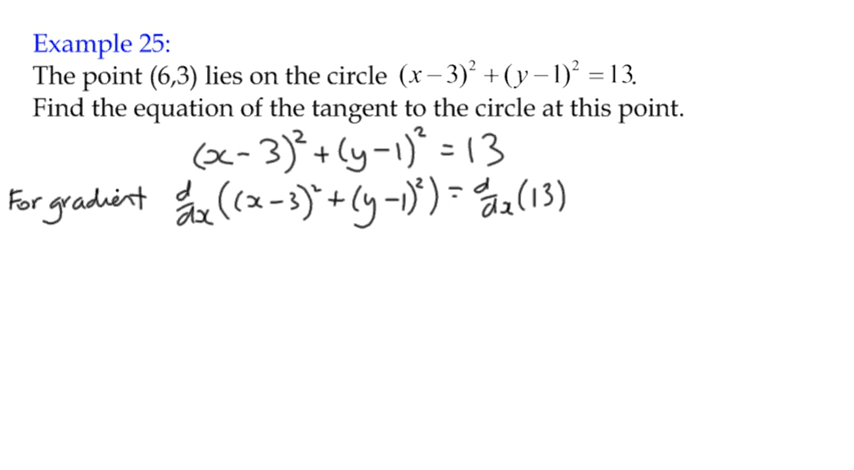 Example 25:
The point (6,3) lies on the circle (x − 3)² + (y − 1)² = 13.
Find the equation of the tangent to the circle at this point.
(x − 3)² + (y − 1)² = 13
For gradient d/dx((x − 3)² + (y − 1)²) = d/dx(13)